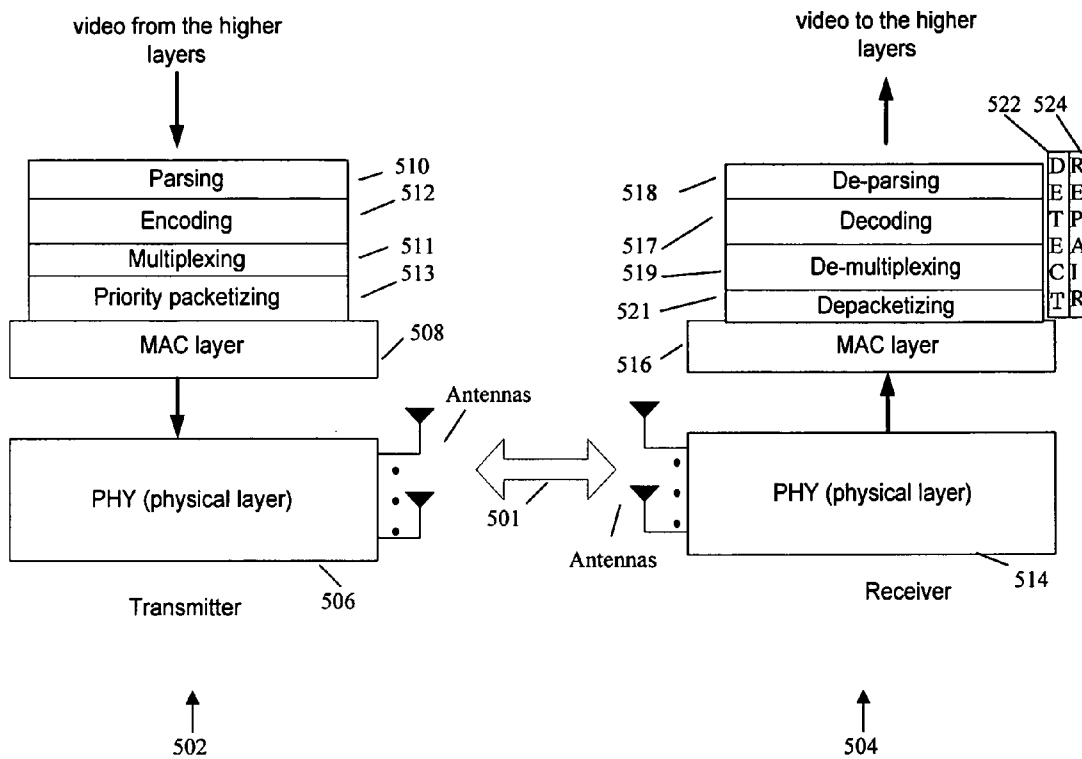 video from the higher
layers
Parsing
510
Encoding
512
Multiplexing
511
Priority packetizing
513
MAC layer
508
Antennas
PHY (physical layer)
506
Transmitter
502
501
video to the higher
layers
522
524
DETECT
REPAIR
518
De-parsing
517
Decoding
519
De-multiplexing
521
Depacketizing
516
MAC layer
Antennas
PHY (physical layer)
514
Receiver
504